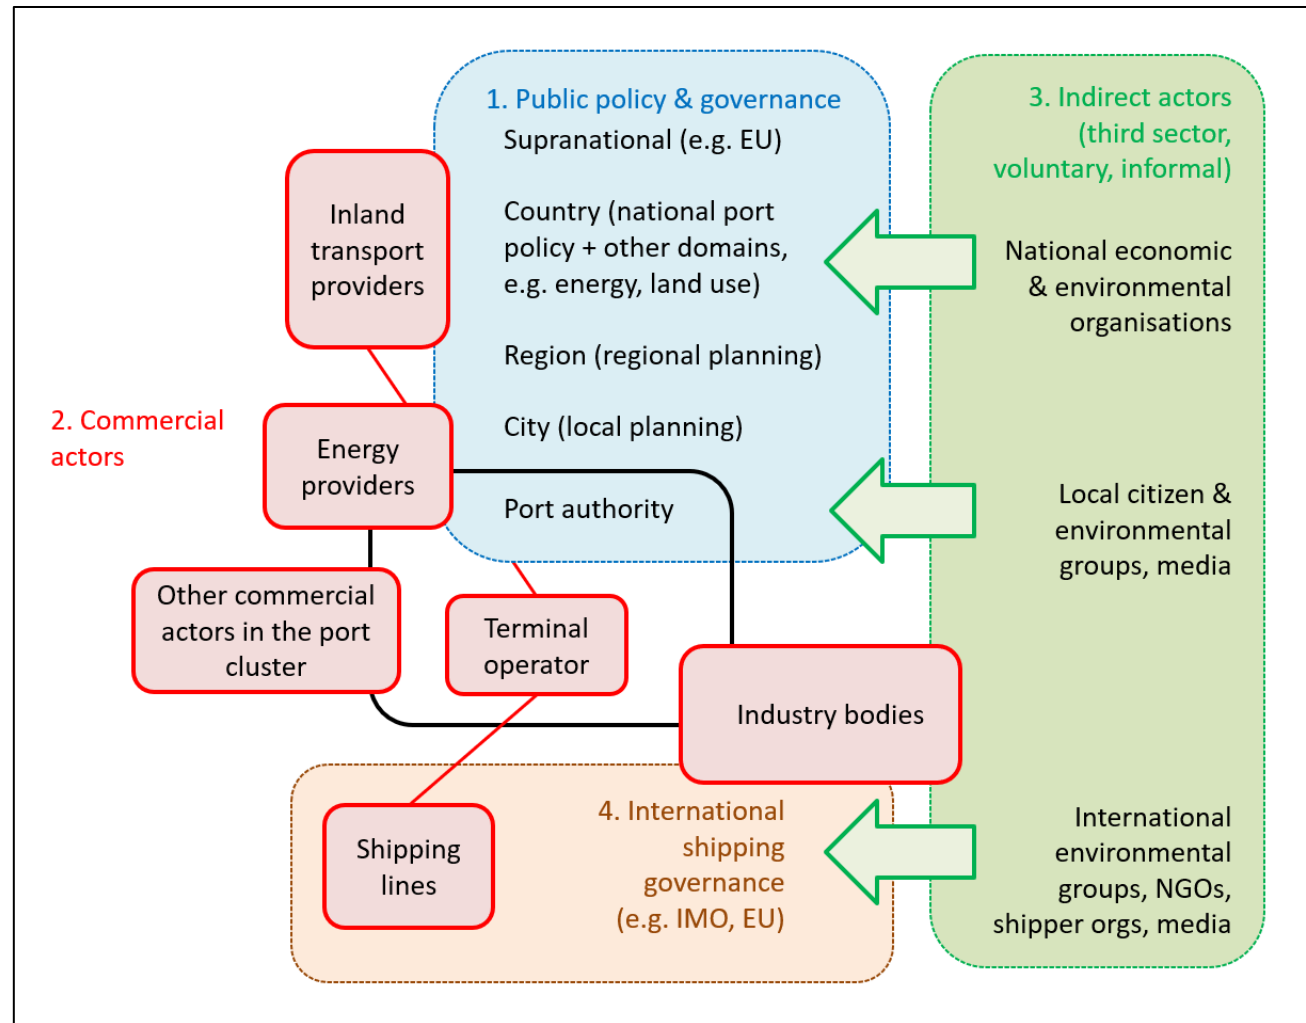 1. Public policy & governance
Supranational (e.g. EU)
Country (national port
policy + other domains,
e.g. energy, land use)
Region (regional planning)
City (local planning)
Port authority
2. Commercial
actors
Inland
transport
providers
Energy
providers
Other commercial
actors in the port
cluster
Terminal
operator
Industry bodies
Shipping
lines
3. Indirect actors
(third sector,
voluntary, informal)
National economic
& environmental
organisations
Local citizen &
environmental
groups, media
International
environmental
groups, NGOs,
shipper orgs, media
4. International
shipping
governance
(e.g. IMO, EU)